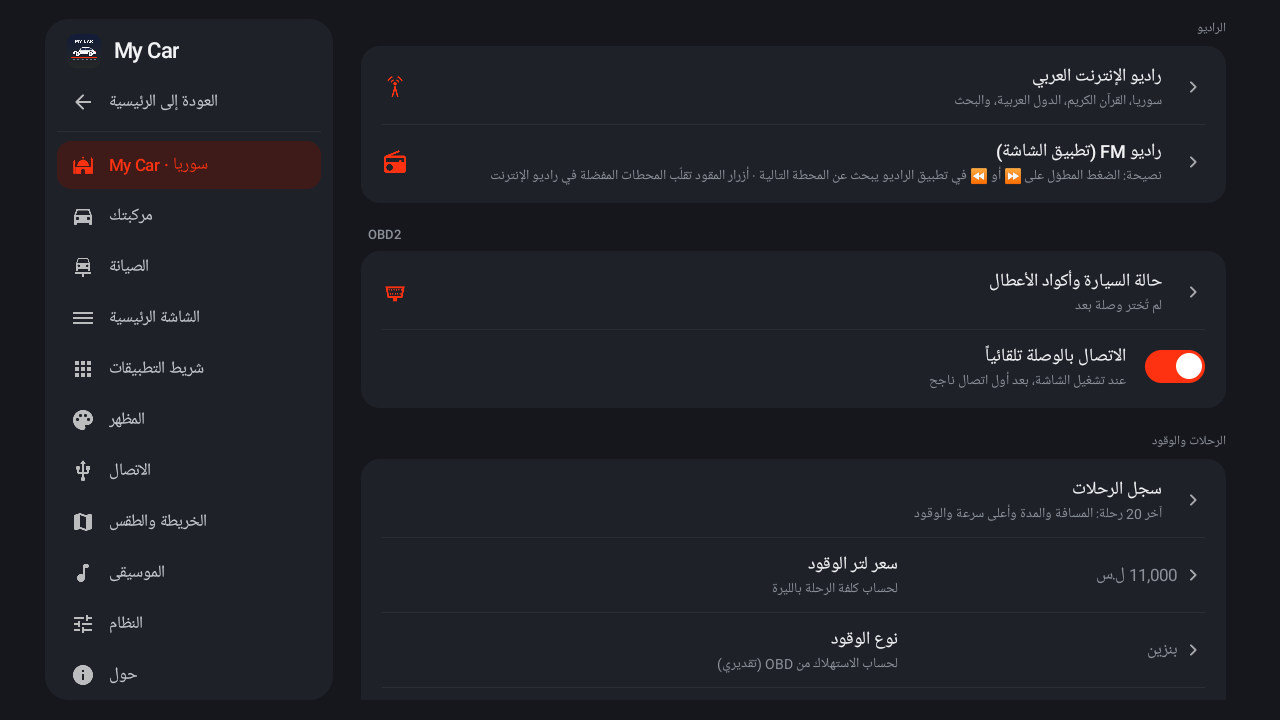 My Car
العودة إلى الرئيسية
My Car · سوريا
مركبتك
الصيانة
الشاشة الرئيسية
شريط التطبيقات
المظهر
الاتصال
الخريطة والطقس
الموسيقى
النظام
حول
الراديو
راديو الإنترنت العربي
سوريا، القرآن الكريم، الدول العربية، والبحث
راديو FM (تطبيق الشاشة)
نصيحة: الضغط المطوّل على ⏩ أو ⏪ في تطبيق الراديو يبحث عن المحطة التالية · أزرار المقود تقلّب المحطات المفضلة في راديو الإنترنت
OBD2
حالة السيارة وأكواد الأعطال
لم تُختر وصلة بعد
الاتصال بالوصلة تلقائياً
عند تشغيل الشاشة، بعد أول اتصال ناجح
الرحلات والوقود
سجل الرحلات
آخر 20 رحلة: المسافة والمدة وأعلى سرعة والوقود
سعر لتر الوقود
لحساب كلفة الرحلة بالليرة
11,000 ل.س
نوع الوقود
لحساب الاستهلاك من OBD (تقديري)
بنزين